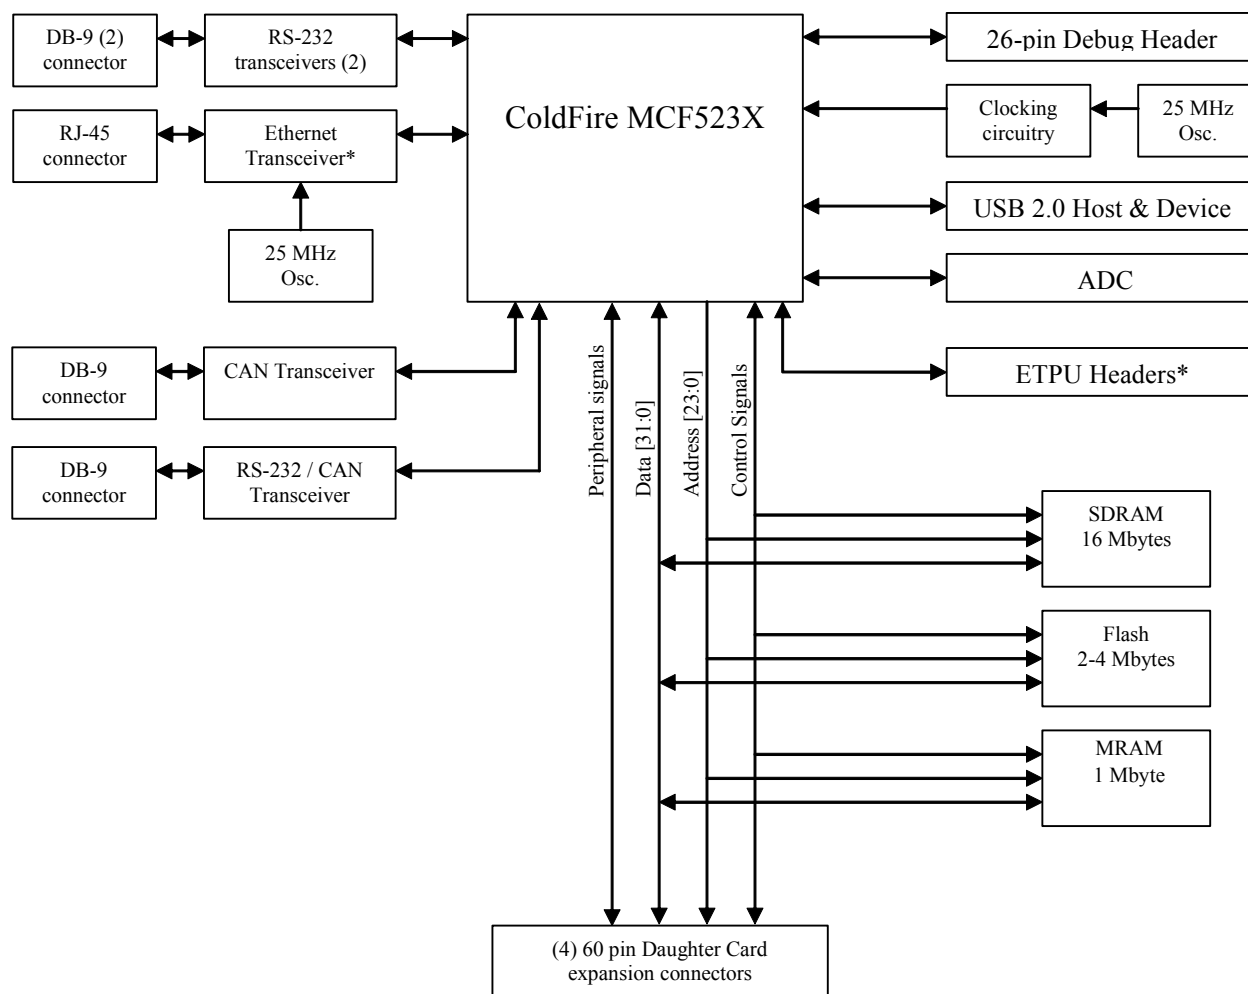 DB-9 (2)
connector
RS-232
transceivers (2)
ColdFire MCF523X
26-pin Debug Header
RJ-45
connector
Ethernet
Transceiver*
Clocking
circuitry
25 MHz
Osc.
25 MHz
Osc.
USB 2.0 Host & Device
ADC
DB-9
connector
CAN Transceiver
ETPU Headers*
DB-9
connector
RS-232 / CAN
Transceiver
Peripheral signals
Data [31:0]
Address [23:0]
Control Signals
SDRAM
16 Mbytes
Flash
2-4 Mbytes
MRAM
1 Mbyte
(4) 60 pin Daughter Card
expansion connectors